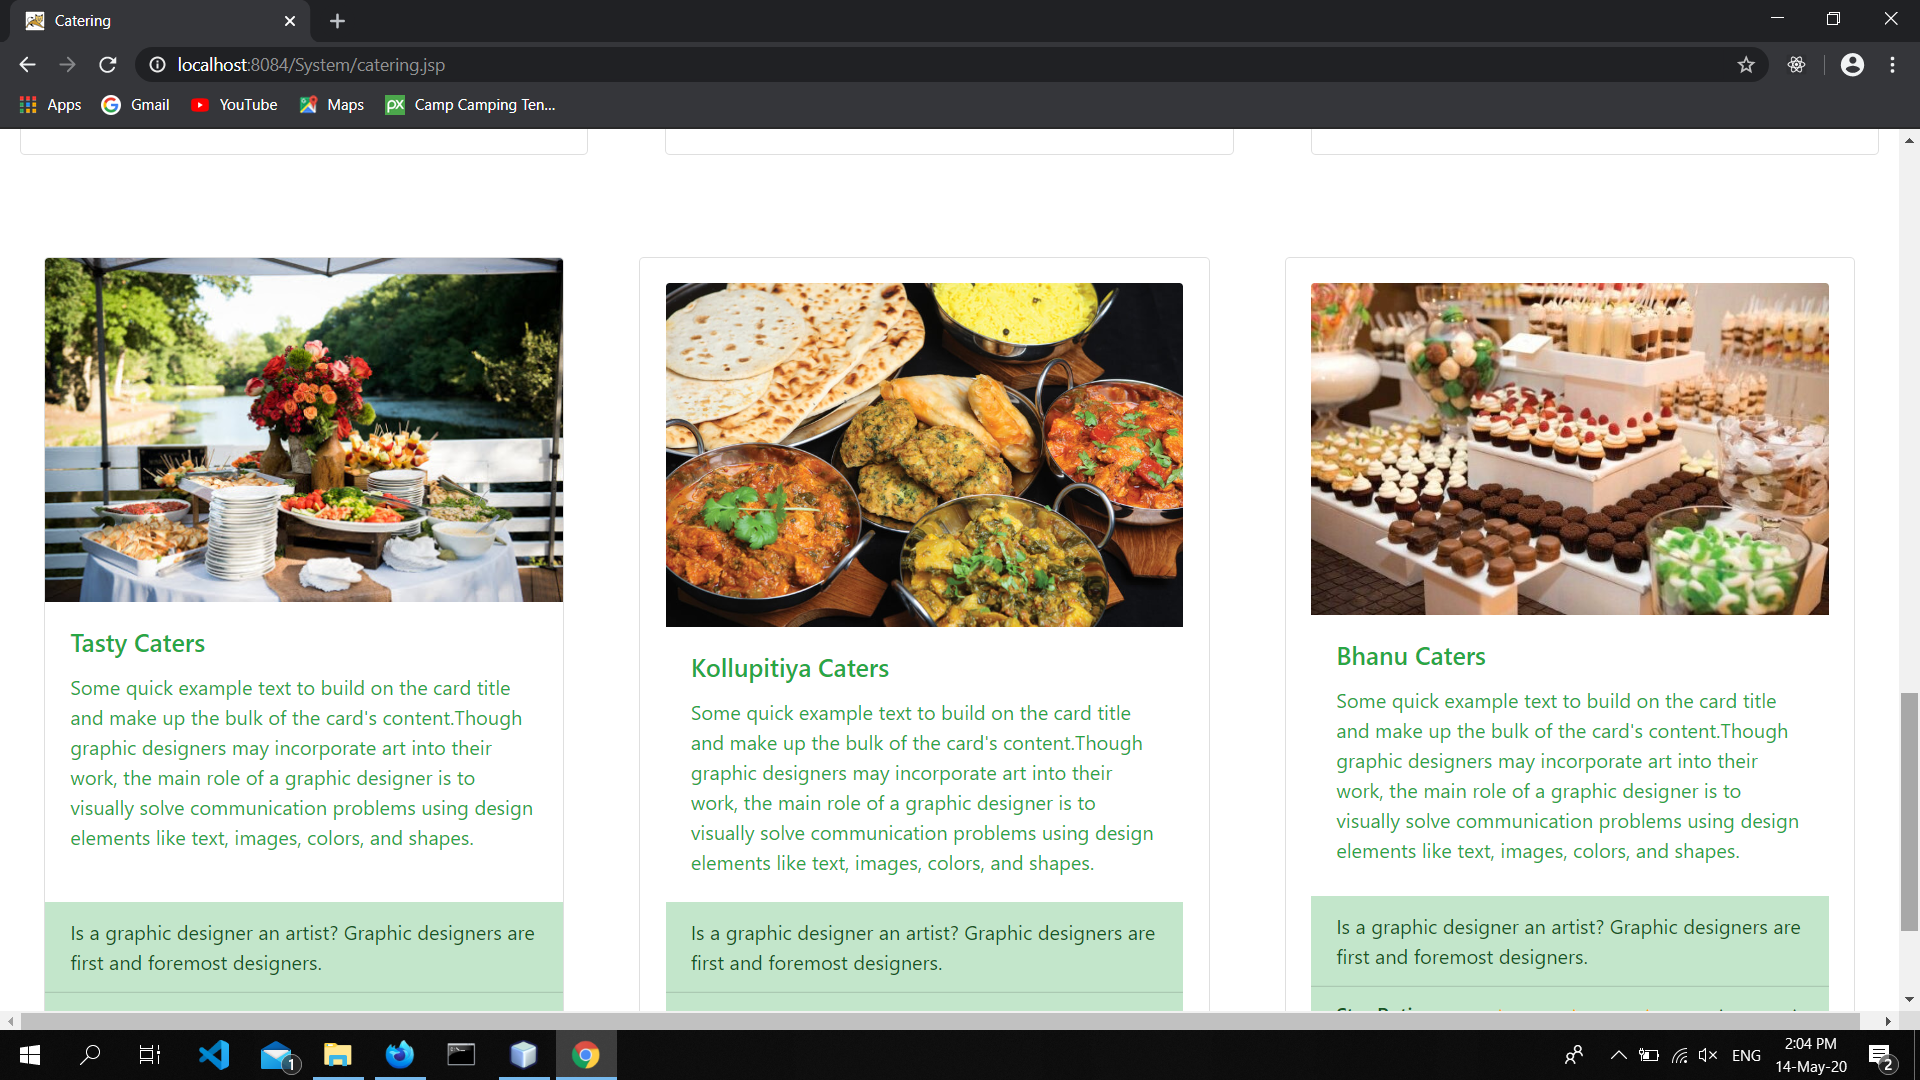 Catering
localhost:8084/System/catering.jsp
Apps
Gmail
YouTube
Maps
Camp Camping Ten...
Tasty Caters
Some quick example text to build on the card title
and make up the bulk of the card's content.Though
graphic designers may incorporate art into their
work, the main role of a graphic designer is to
visually solve communication problems using design
elements like text, images, colors, and shapes.
Is a graphic designer an artist? Graphic designers are
first and foremost designers.
Kollupitiya Caters
Some quick example text to build on the card title
and make up the bulk of the card's content.Though
graphic designers may incorporate art into their
work, the main role of a graphic designer is to
visually solve communication problems using design
elements like text, images, colors, and shapes.
Is a graphic designer an artist? Graphic designers are
first and foremost designers.
Bhanu Caters
Some quick example text to build on the card title
and make up the bulk of the card's content.Though
graphic designers may incorporate art into their
work, the main role of a graphic designer is to
visually solve communication problems using design
elements like text, images, colors, and shapes.
Is a graphic designer an artist? Graphic designers are
first and foremost designers.
1
ENG
2:04 PM
14-May-20
2